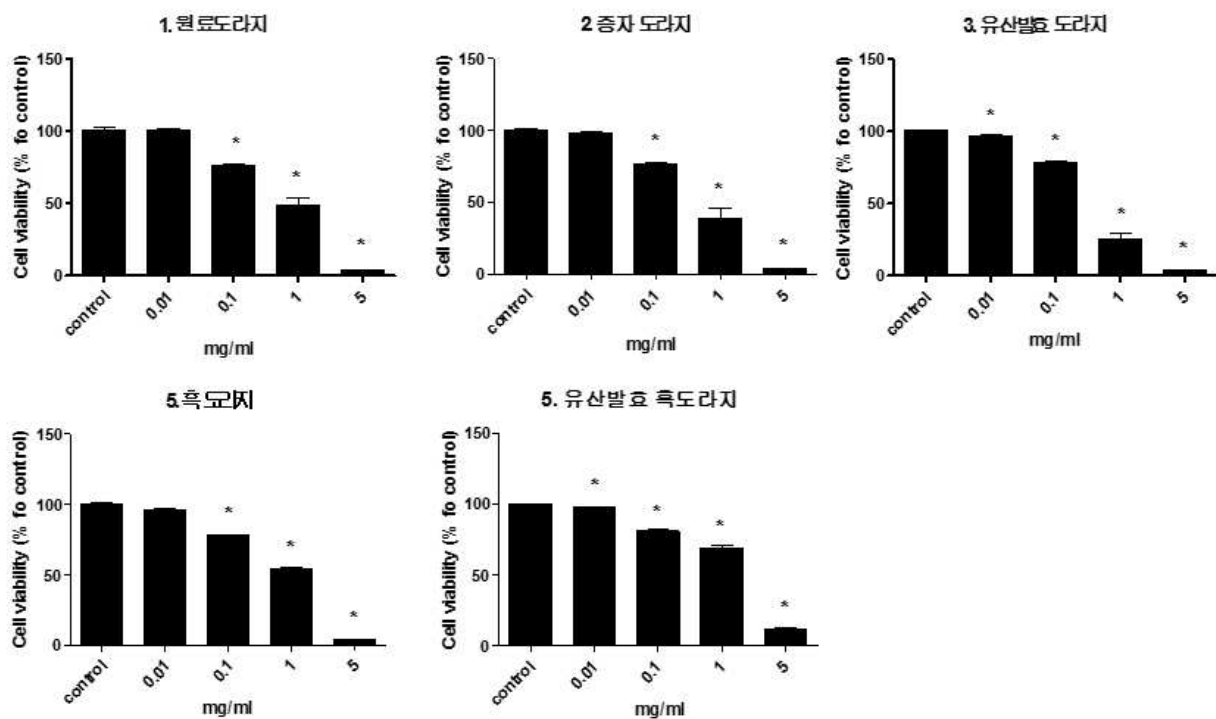 1. 원료도라지
Cell viability (% fo control)
150
100
50
0
*
*
*
control
0.01
0.1
1
5
mg/ml
2 증자 도라지
Cell viability (% fo control)
150
100
50
0
*
*
*
control
0.01
0.1
1
5
mg/ml
3. 유산발효 도라지
Cell viability (% fo control)
150
100
50
0
*
*
*
*
control
0.01
0.1
1
5
mg/ml
5.흑도라지
Cell viability (% fo control)
150
100
50
0
*
*
*
control
0.01
0.1
1
5
mg/ml
5. 유산발효 흑도라지
Cell viability (% fo control)
150
100
50
0
*
*
*
*
control
0.01
0.1
1
5
mg/ml